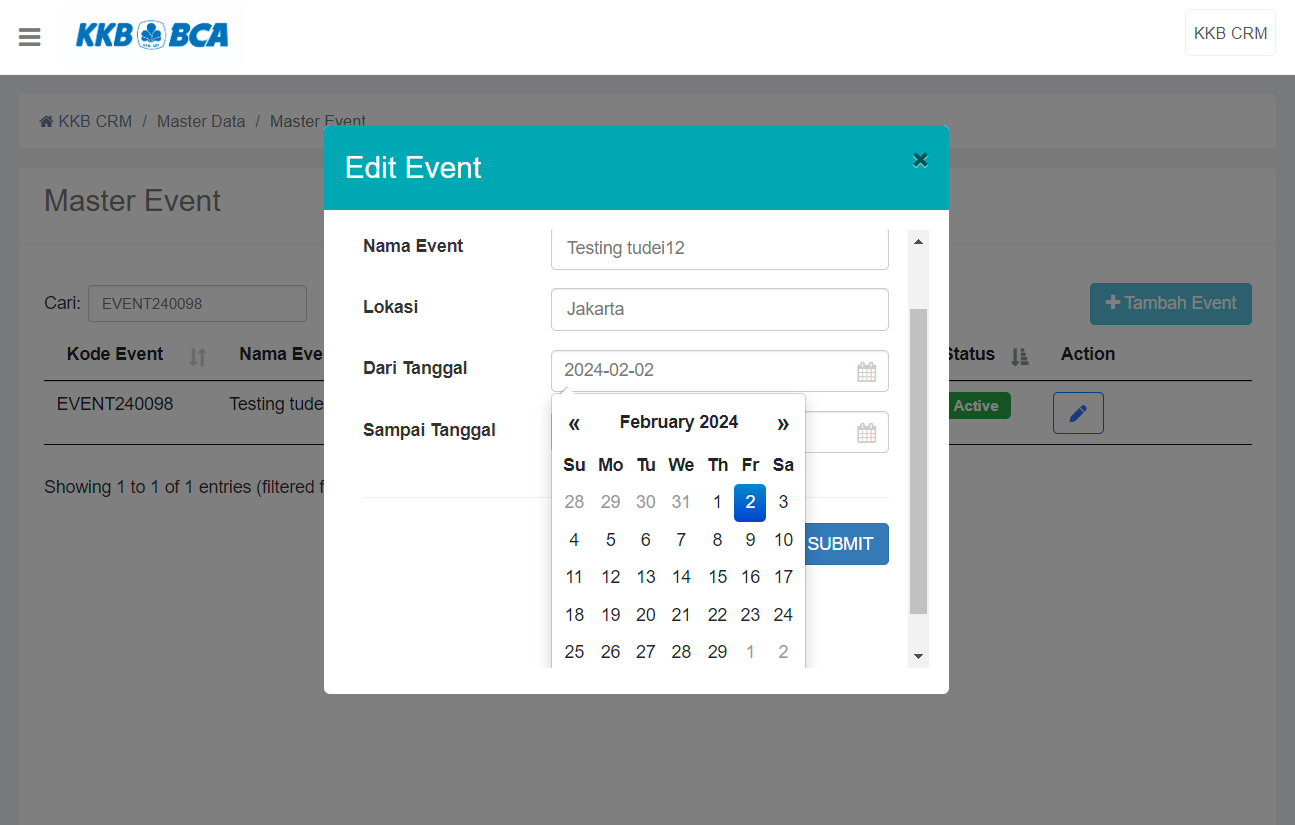 KKB BCA
KKB CRM
KKB CRM / Master Data / Master Event
Edit Event
Master Event
Nama Event Testing tudei12
Cari: EVENT240098
Tambah Event
Lokasi Jakarta
Kode Event Nama Eve
Status Action
Dari Tanggal 2024-02-02
EVENT240098 Testing tude
Active
Sampai Tanggal
« February 2024 »
Su Mo Tu We Th Fr Sa
Showing 1 to 1 of 1 entries (filtered f
28 29 30 31 1 2 3
4 5 6 7 8 9 10
SUBMIT
11 12 13 14 15 16 17
18 19 20 21 22 23 24
25 26 27 28 29 1 2